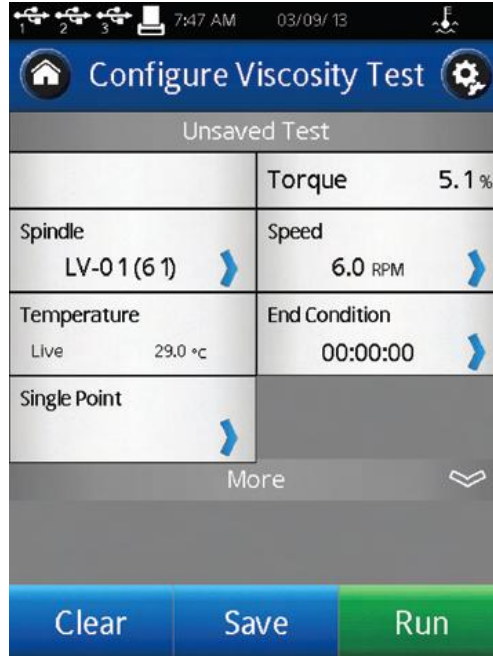 1 2 3 7:47 AM 03/09/13
Configure Viscosity Test
Unsaved Test
Torque 5.1 %
Spindle Speed
LV-01(61) 6.0 RPM
Temperature End Condition
Live 29.0 °C 00:00:00
Single Point
More
Clear Save Run